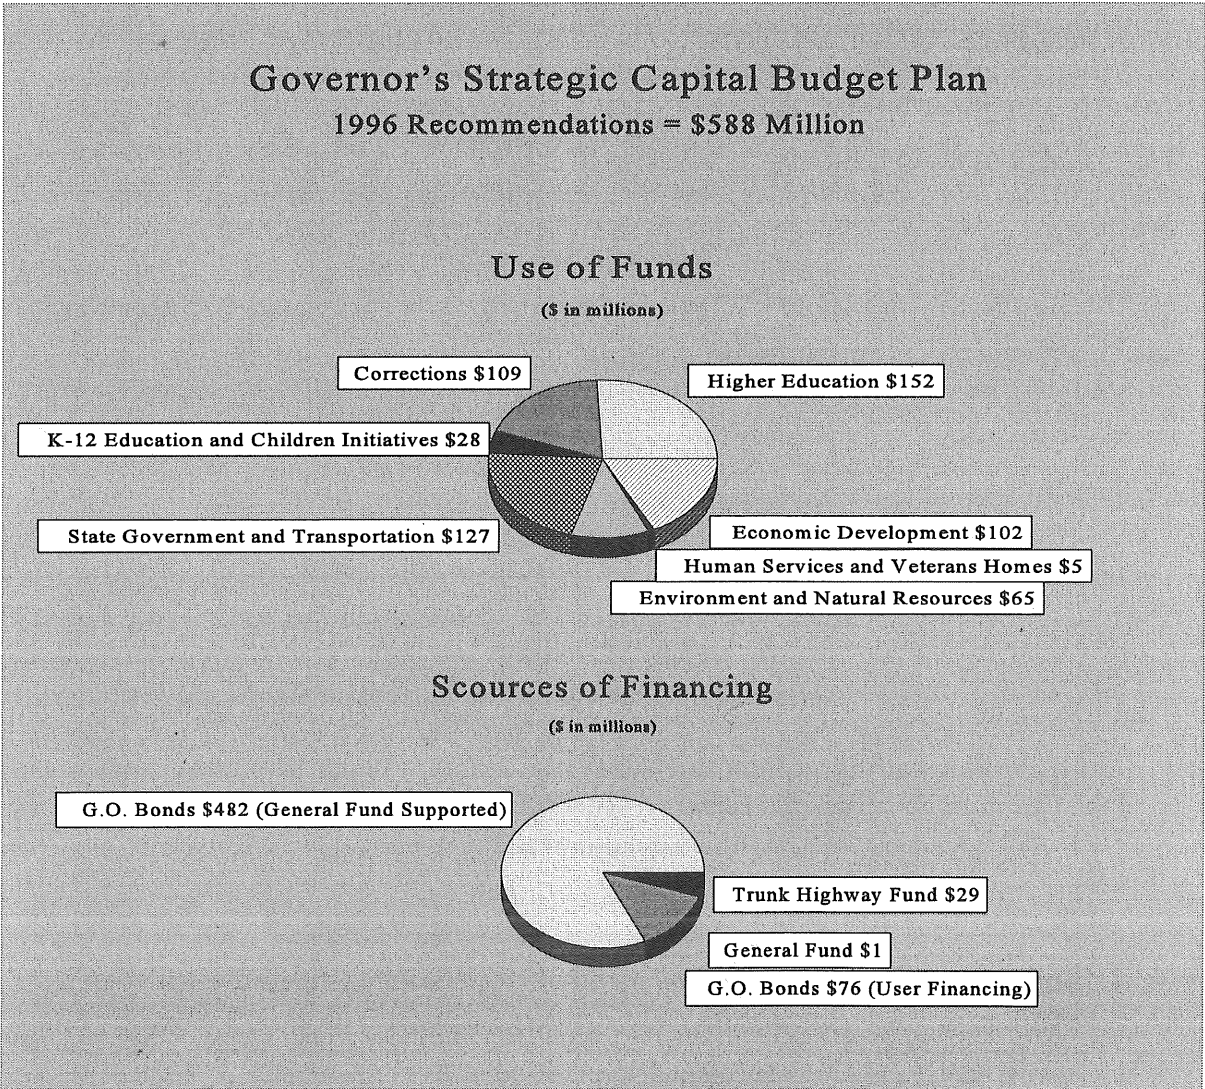 Governor's Strategic Capital Budget Plan
1996 Recommendations = $588 Million
Use of Funds
($ in millions)
Corrections $109
Higher Education $152
K-12 Education and Children Initiatives $28
State Government and Transportation $127
Economic Development $102
Human Services and Veterans Homes $5
Environment and Natural Resources $65
Scources of Financing
($ in millions)
G.O. Bonds $482 (General Fund Supported)
Trunk Highway Fund $29
General Fund $1
G.O. Bonds $76 (User Financing)